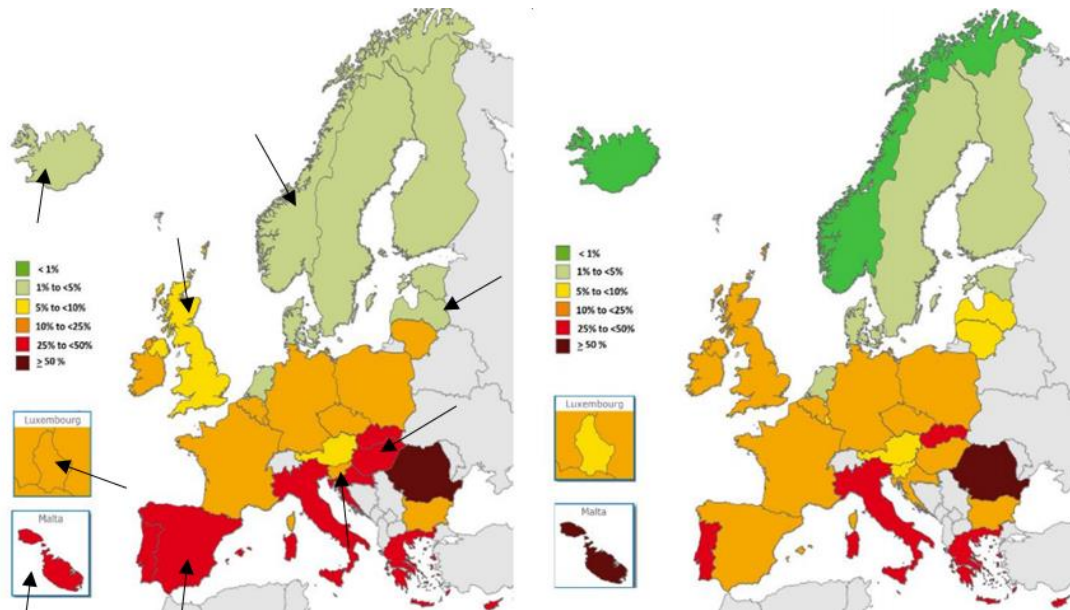 < 1%
1% to <5%
5% to <10%
10% to <25%
25% to <50%
≥ 50 %
Luxembourg
Malta
< 1%
1% to <5%
5% to <10%
10% to <25%
25% to <50%
≥ 50 %
Luxembourg
Malta